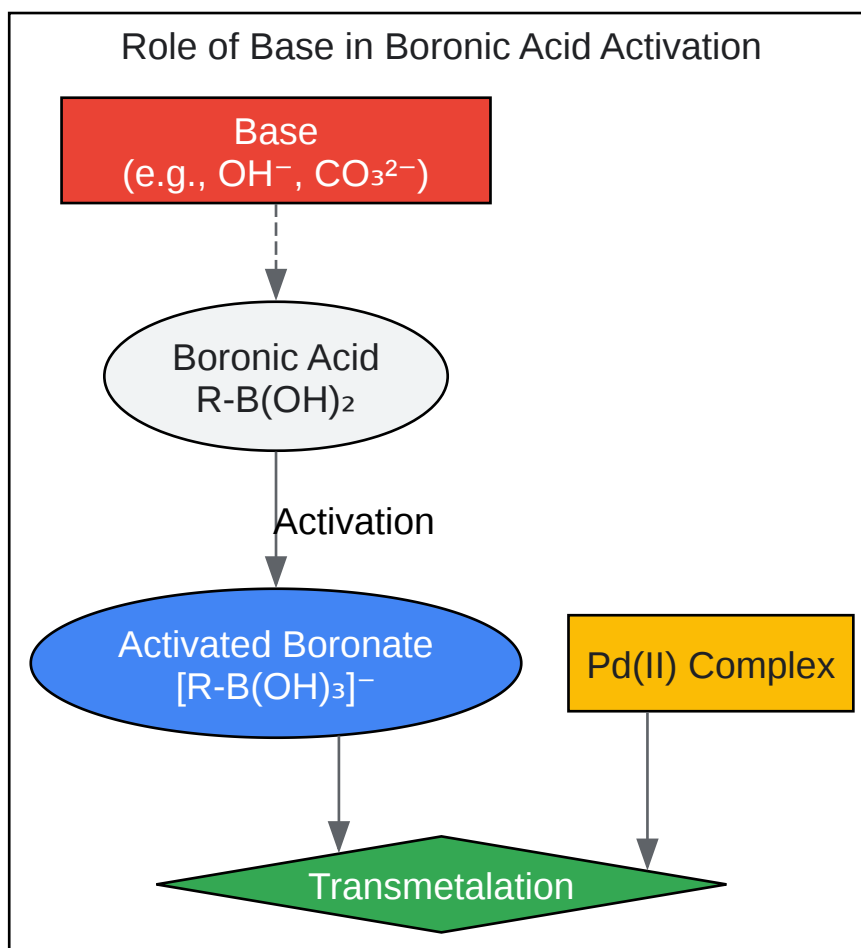 Role of Base in Boronic Acid Activation
Base
(e.g., OH⁻, CO₃²⁻)
Boronic Acid
R-B(OH)₂
Activation
Activated Boronate
[R-B(OH)₃]⁻
Pd(II) Complex
Transmetalation